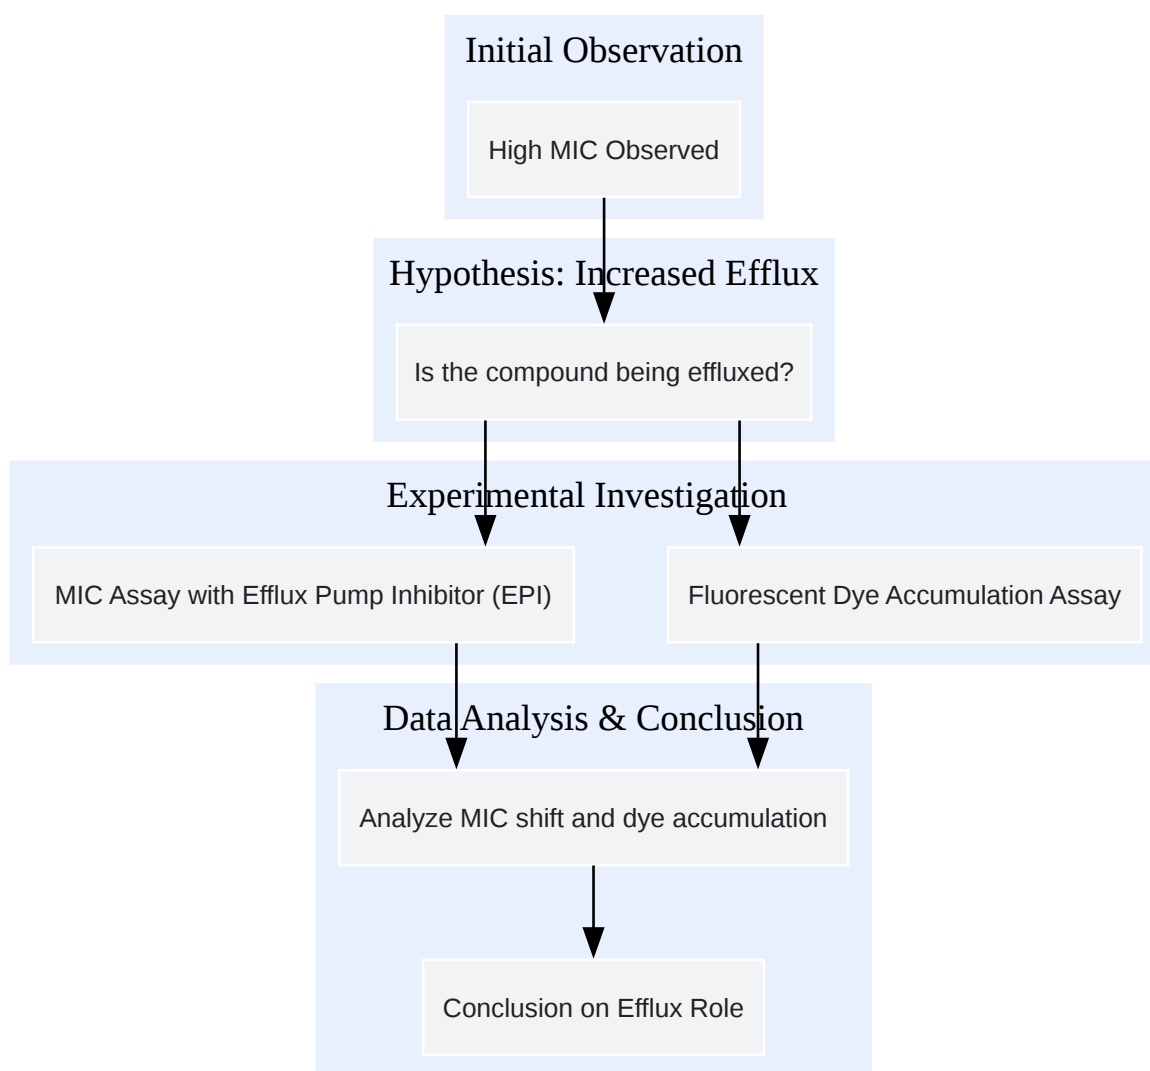 Initial Observation
High MIC Observed
Hypothesis: Increased Efflux
Is the compound being effluxed?
Experimental Investigation
MIC Assay with Efflux Pump Inhibitor (EPI)
Fluorescent Dye Accumulation Assay
Data Analysis & Conclusion
Analyze MIC shift and dye accumulation
Conclusion on Efflux Role